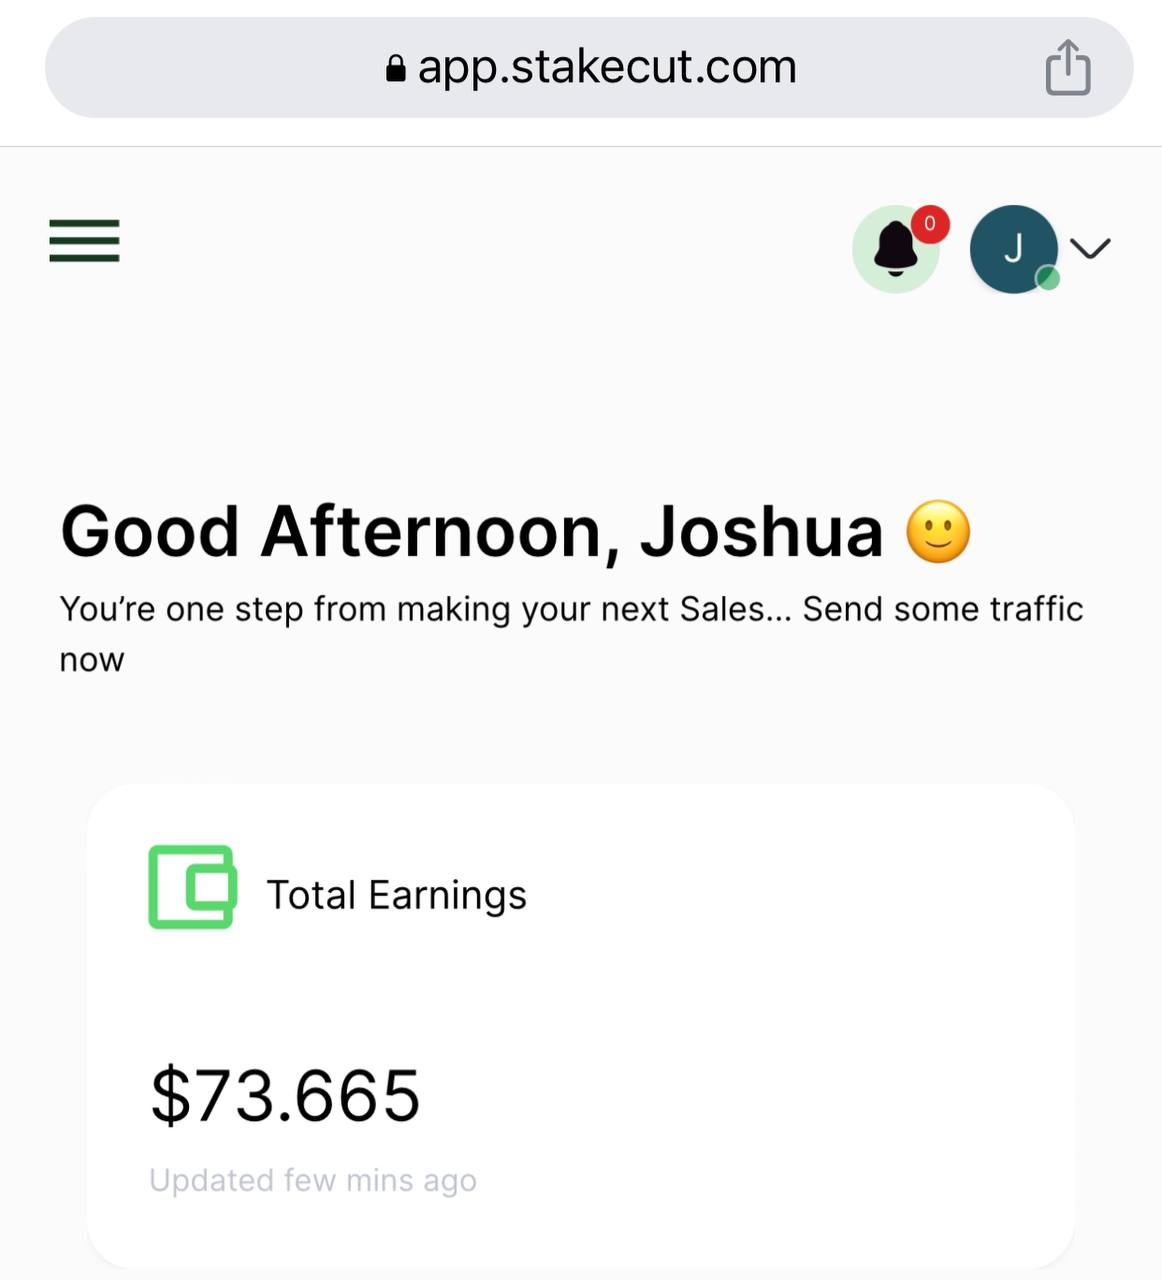 app.stakecut.com
0
J
Good Afternoon, Joshua 🙂
You’re one step from making your next Sales... Send some traffic
now
Total Earnings
$73.665
Updated few mins ago